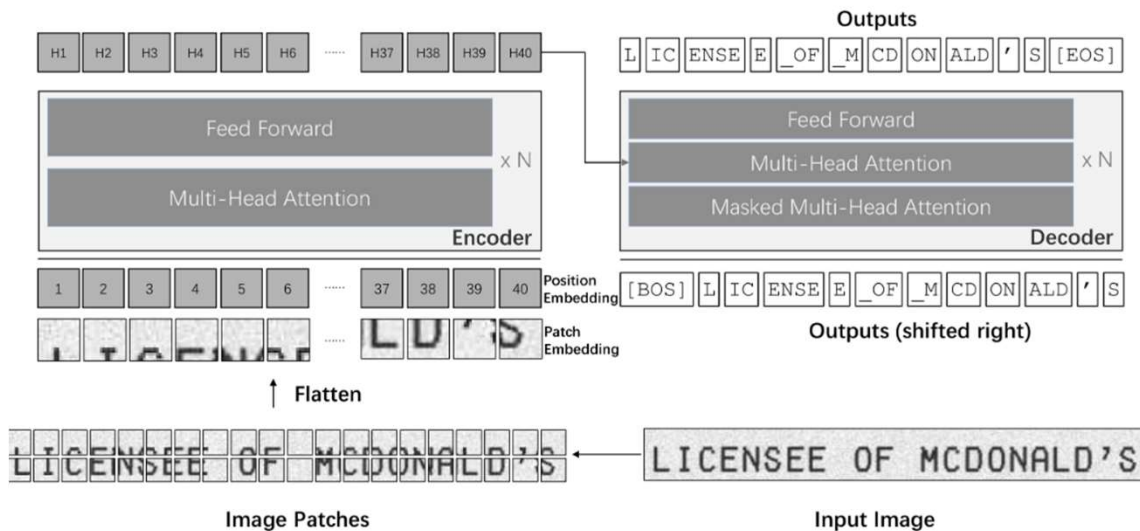 Outputs
H1 H2 H3 H4 H5 H6 ...... H37 H38 H39 H40
L IC ENSE E _OF _M CD ON ALD ' S [EOS]
Feed Forward
Multi-Head Attention
x N
Encoder
Feed Forward
Multi-Head Attention
Masked Multi-Head Attention
x N
Decoder
1 2 3 4 5 6 ...... 37 38 39 40
Position Embedding
[BOS] L IC ENSE E _OF _M CD ON ALD ' S
LICENCE ...... LD'S
Patch Embedding
Outputs (shifted right)
Flatten
LICENSEE OF MCDONALD'S
LICENSEE OF MCDONALD'S
Image Patches
Input Image